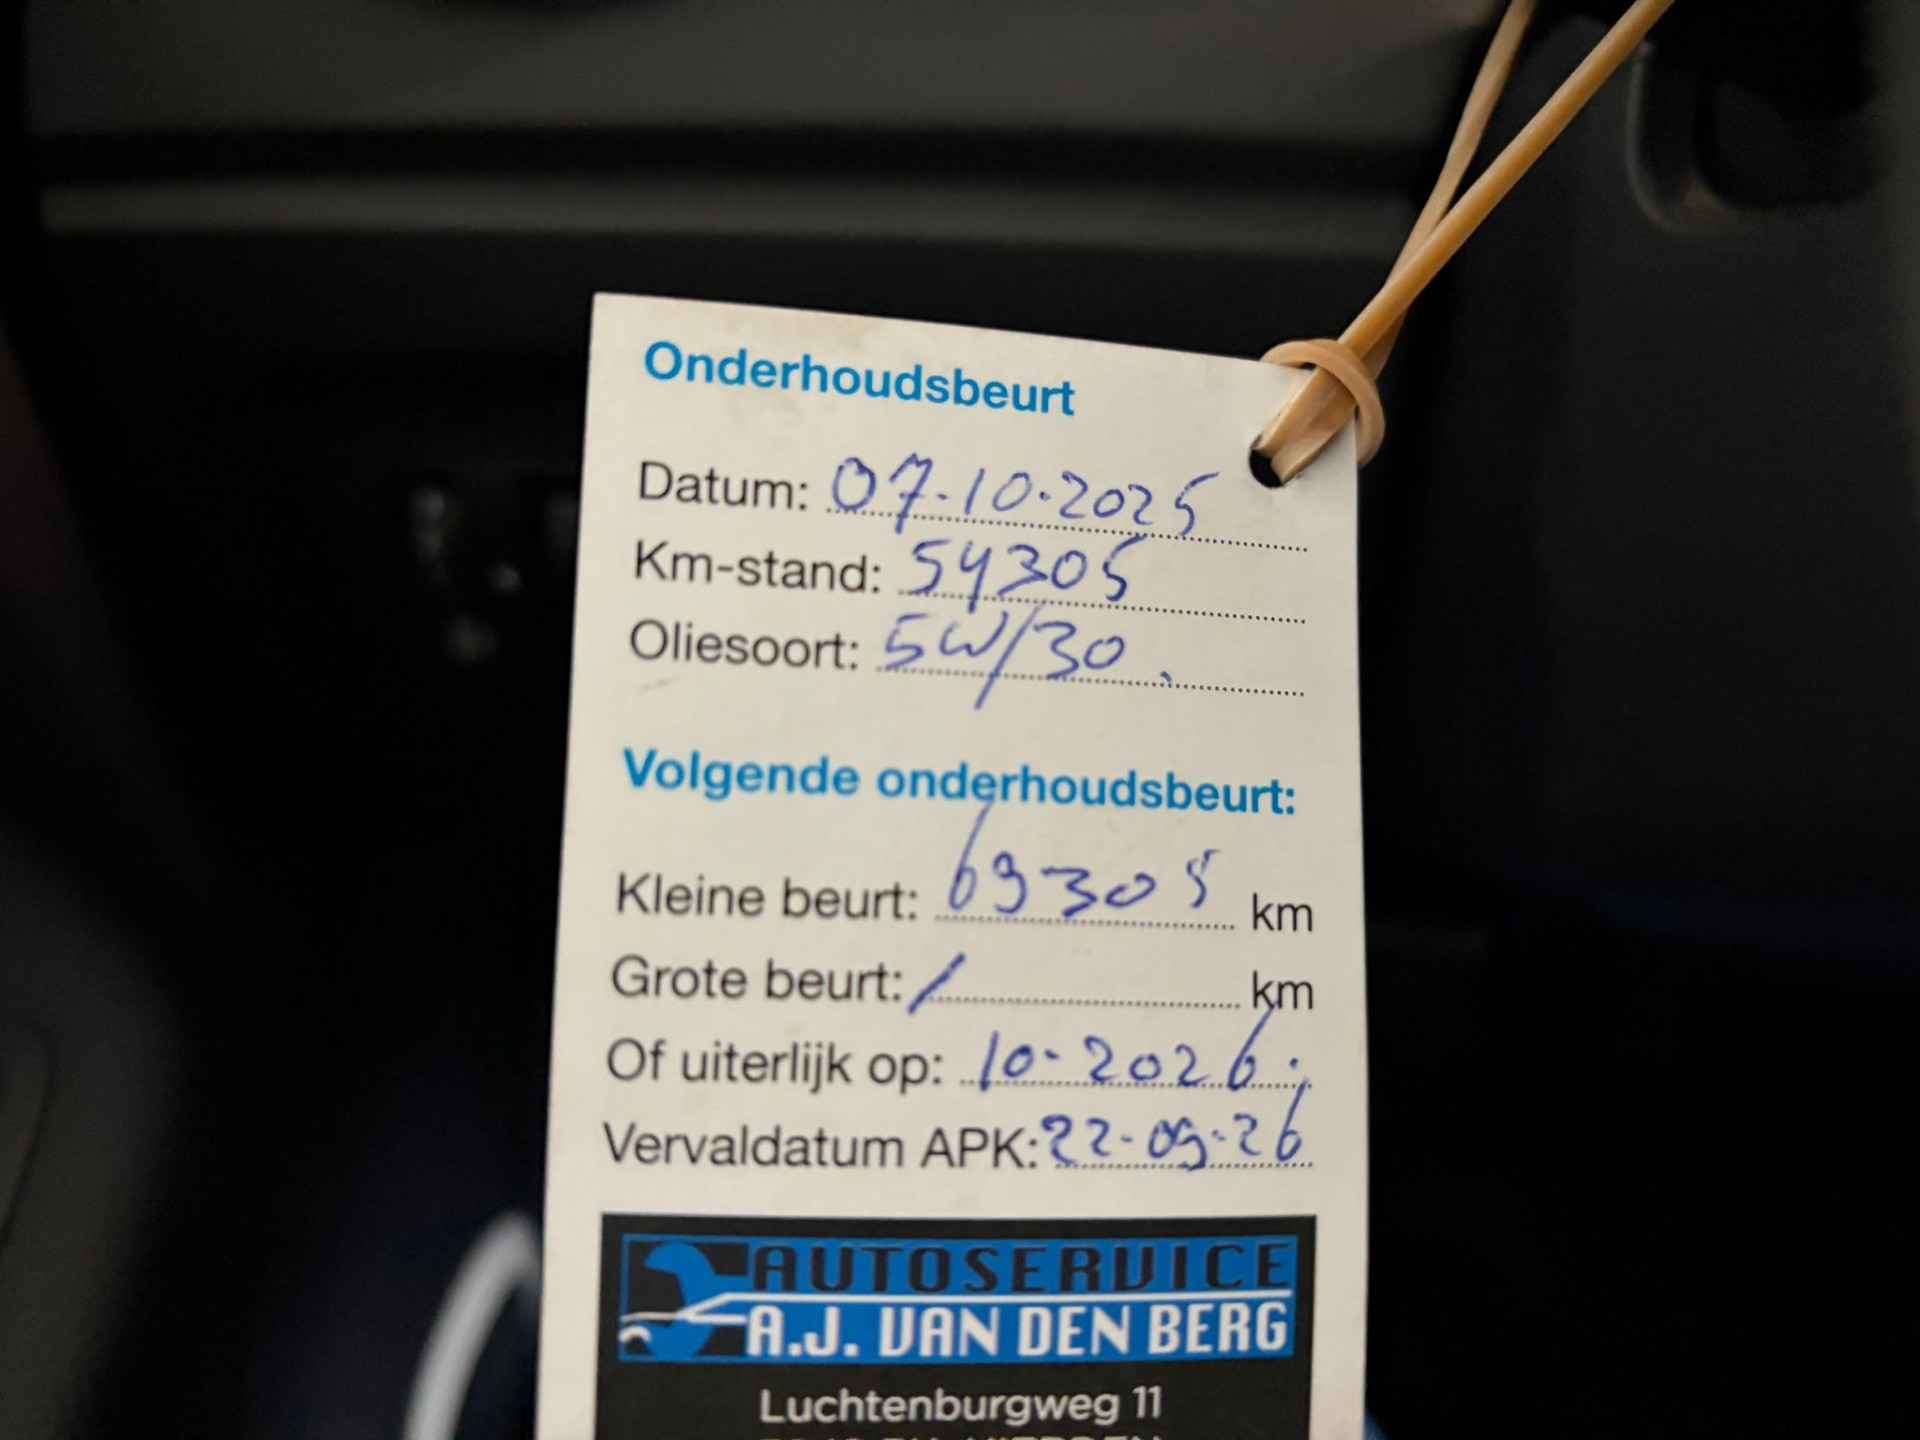 Onderhoudsbeurt
Datum: 07-10-2025
Km-stand: 54305
Oliesoort: 5W/30.
Volgende onderhoudsbeurt:
Kleine beurt: 69305 km
Grote beurt: / km
Of uiterlijk op: 10-2026.
Vervaldatum APK: 22-09-26
AUTOSERVICE
A.J. VAN DEN BERG
Luchtenburgweg 11